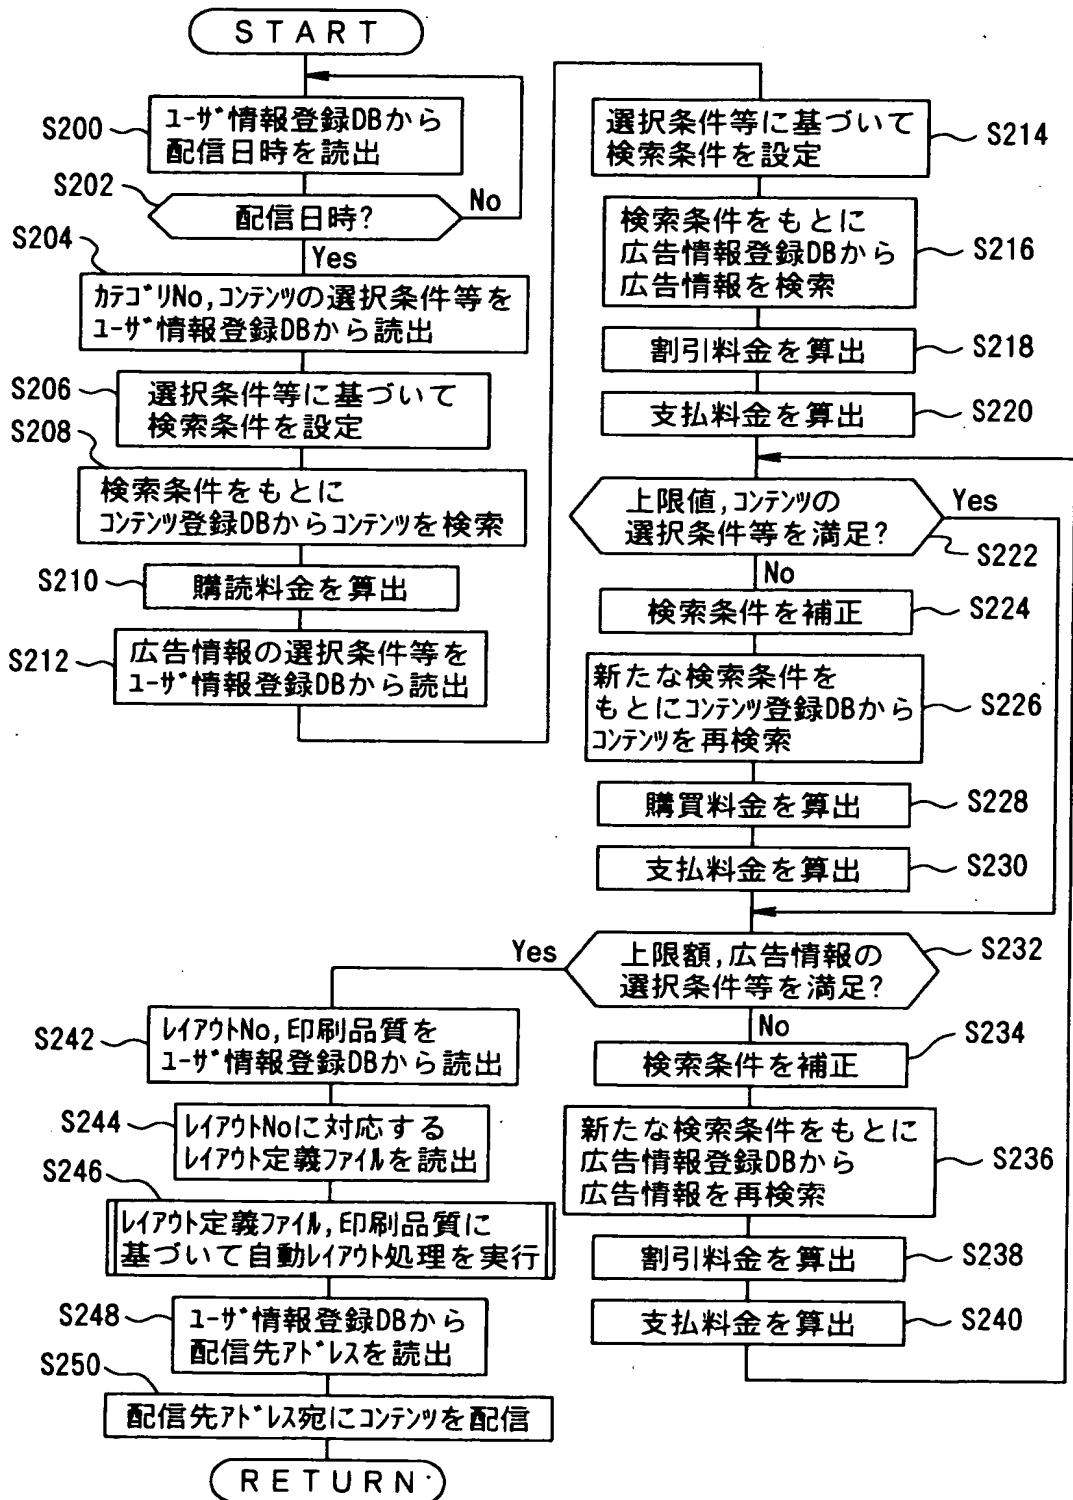 START
S200
ユーザ情報登録DBから
配信日時を読出
S202
配信日時?
No
Yes
S204
カテゴリNo,コンテンツの選択条件等を
ユーザ情報登録DBから読出
S206
選択条件等に基づいて
検索条件を設定
S208
検索条件をもとに
コンテンツ登録DBからコンテンツを検索
S210
購読料金を算出
S212
広告情報の選択条件等を
ユーザ情報登録DBから読出
選択条件等に基づいて
検索条件を設定
S214
検索条件をもとに
広告情報登録DBから
広告情報を検索
S216
割引料金を算出
S218
支払料金を算出
S220
上限値,コンテンツの
選択条件等を満足?
Yes
S222
No
検索条件を補正
S224
新たな検索条件を
もとにコンテンツ登録DBから
コンテンツを再検索
S226
購買料金を算出
S228
支払料金を算出
S230
上限額,広告情報の
選択条件等を満足?
S232
Yes
No
検索条件を補正
S234
新たな検索条件をもとに
広告情報登録DBから
広告情報を再検索
S236
割引料金を算出
S238
支払料金を算出
S240
S242
レイアウトNo,印刷品質を
ユーザ情報登録DBから読出
S244
レイアウトNoに対応する
レイアウト定義ファイルを読出
S246
レイアウト定義ファイル,印刷品質に
基づいて自動レイアウト処理を実行
S248
ユーザ情報登録DBから
配信先アドレスを読出
S250
配信先アドレス宛にコンテンツを配信
RETURN